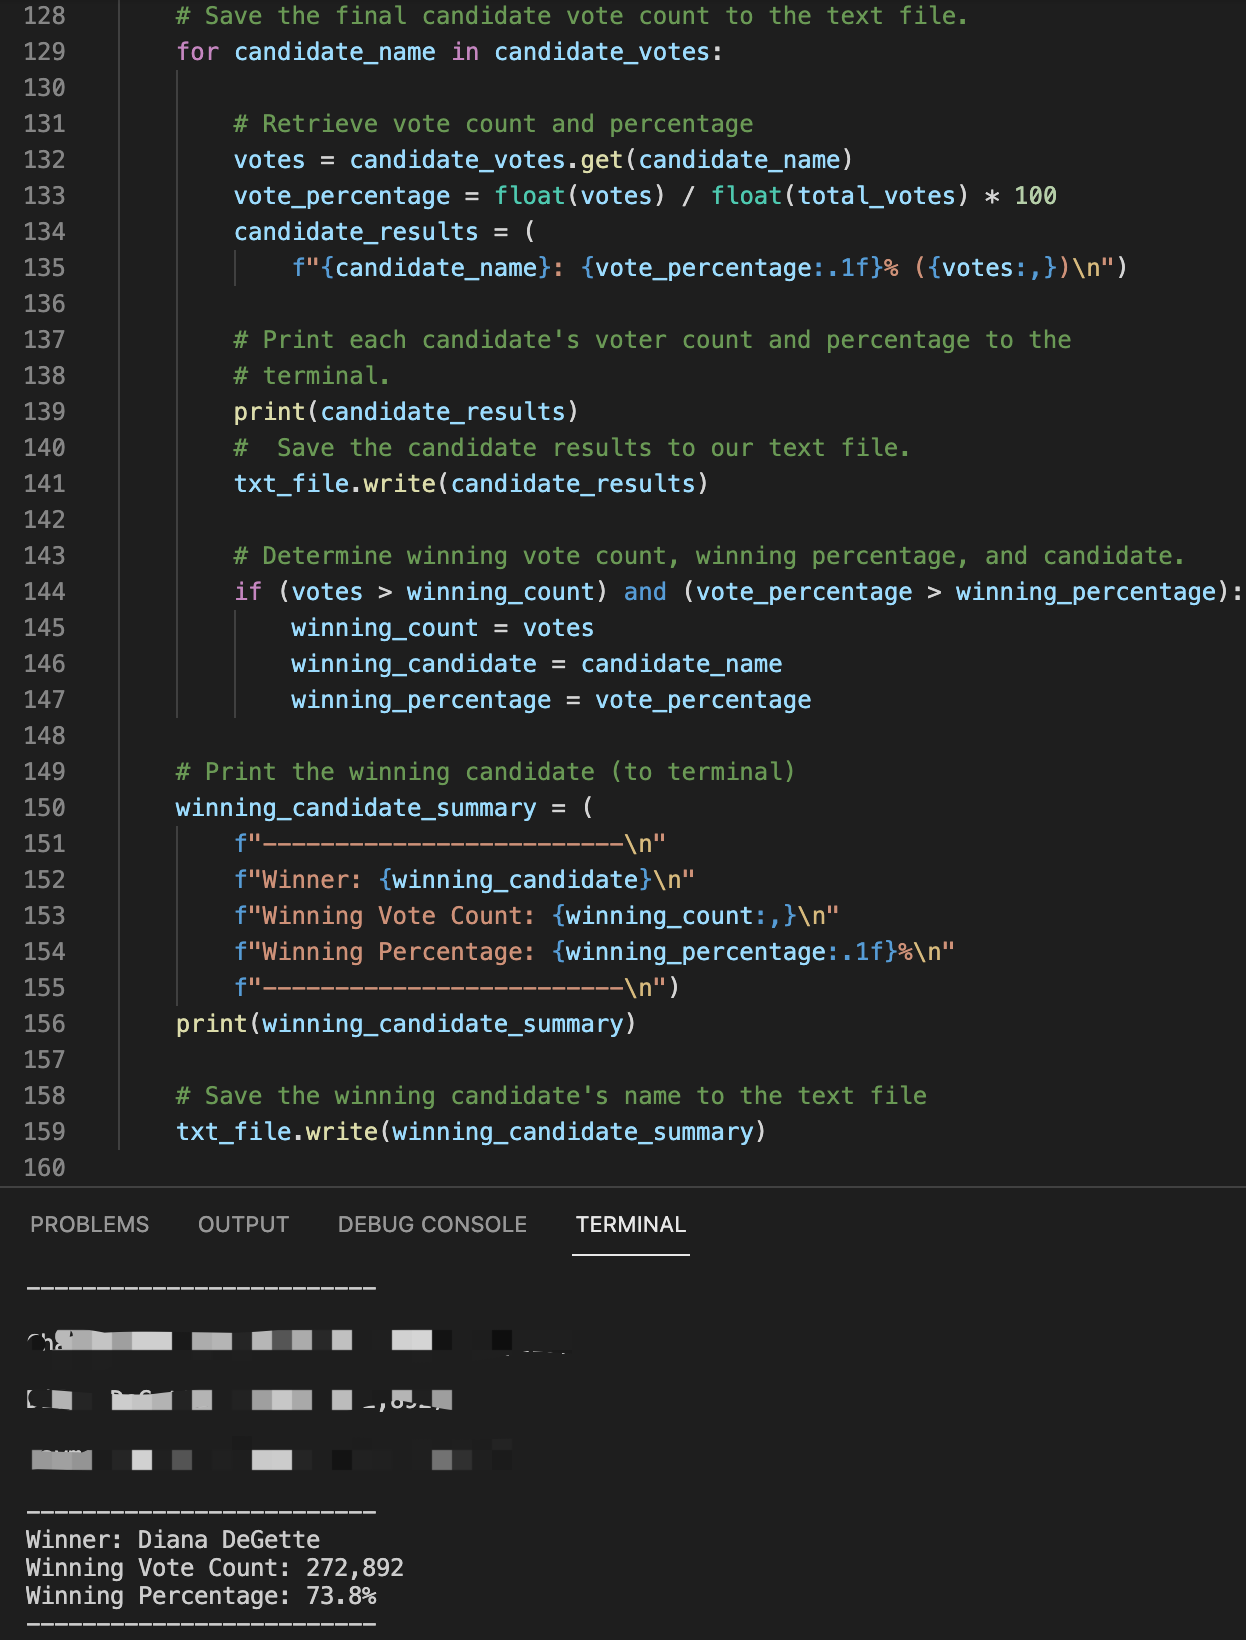 128 # Save the final candidate vote count to the text file.
129 for candidate_name in candidate_votes:
130
131 # Retrieve vote count and percentage
132 votes = candidate_votes.get(candidate_name)
133 vote_percentage = float(votes) / float(total_votes) * 100
134 candidate_results = (
135 f"{candidate_name}: {vote_percentage:.1f}% ({votes:,})\n")
136
137 # Print each candidate's voter count and percentage to the
138 # terminal.
139 print(candidate_results)
140 #  Save the candidate results to our text file.
141 txt_file.write(candidate_results)
142
143 # Determine winning vote count, winning percentage, and candidate.
144 if (votes > winning_count) and (vote_percentage > winning_percentage):
145 winning_count = votes
146 winning_candidate = candidate_name
147 winning_percentage = vote_percentage
148
149 # Print the winning candidate (to terminal)
150 winning_candidate_summary = (
151 f"-------------------------\n"
152 f"Winner: {winning_candidate}\n"
153 f"Winning Vote Count: {winning_count:,}\n"
154 f"Winning Percentage: {winning_percentage:.1f}%\n"
155 f"-------------------------\n")
156 print(winning_candidate_summary)
157
158 # Save the winning candidate's name to the text file
159 txt_file.write(winning_candidate_summary)
160
PROBLEMS OUTPUT DEBUG CONSOLE TERMINAL
-------------------------
-------------------------
Winner: Diana DeGette
Winning Vote Count: 272,892
Winning Percentage: 73.8%
-------------------------